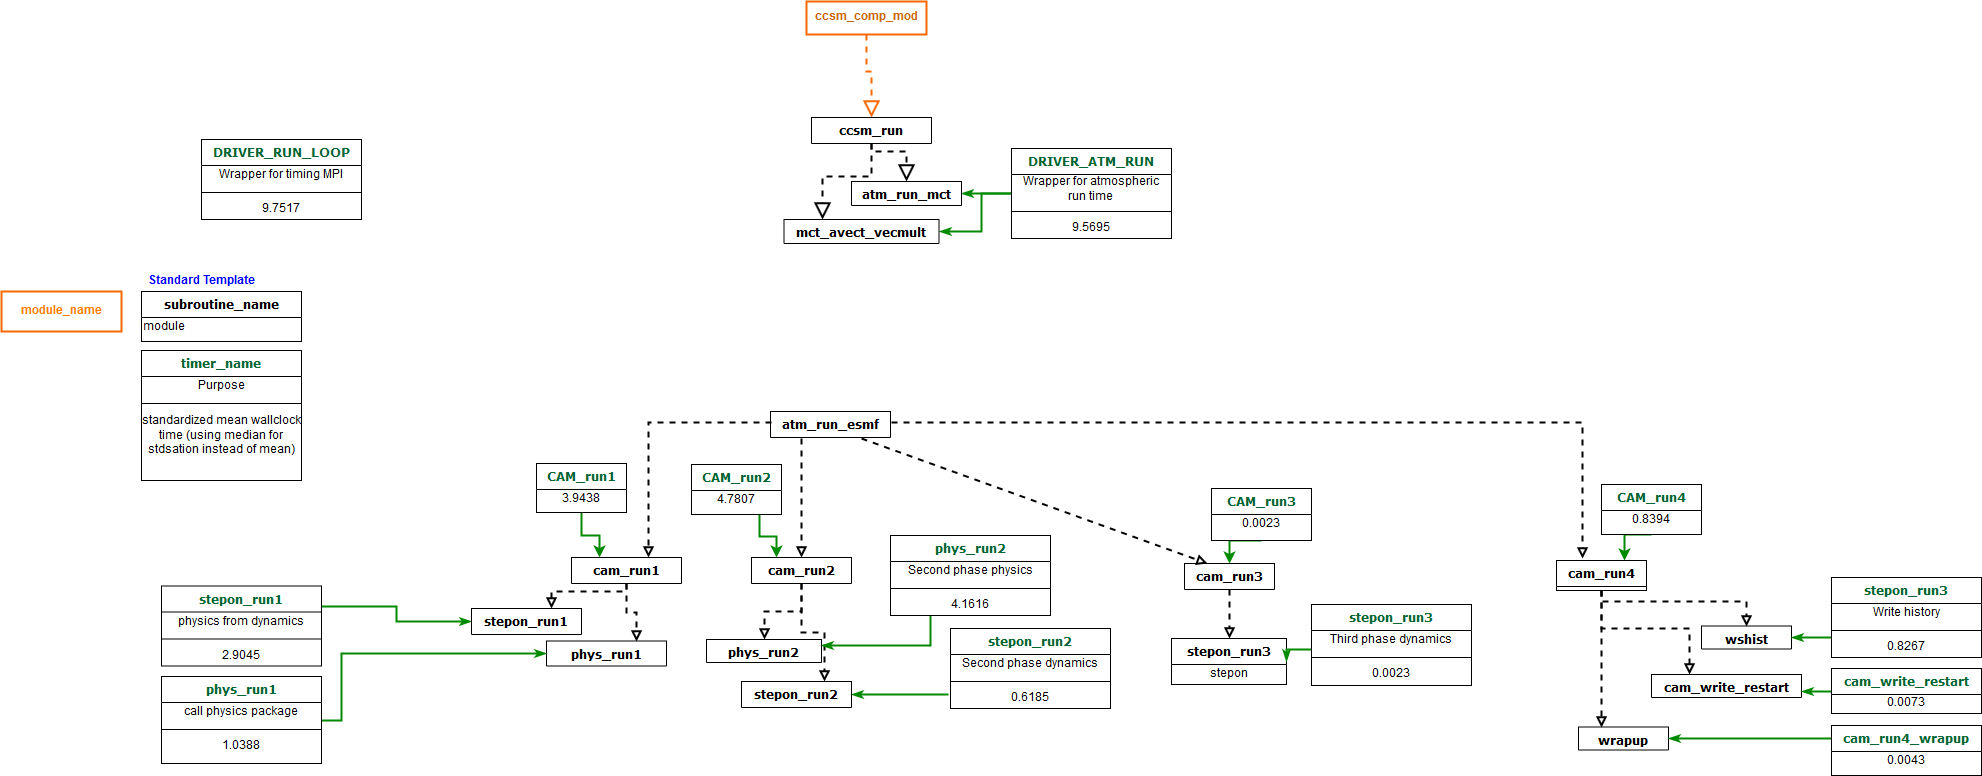 ccsm_comp_mod
ccsm_run
DRIVER_RUN_LOOP
Wrapper for timing MPI
9.7517
atm_run_mct
mct_avect_vecmult
DRIVER_ATM_RUN
Wrapper for atmospheric
run time
9.5695
Standard Template
module_name
subroutine_name
module
timer_name
Purpose
standardized mean wallclock
time (using median for
stdsation instead of mean)
atm_run_esmf
CAM_run1
3.9438
CAM_run2
4.7807
CAM_run3
0.0023
CAM_run4
0.8394
cam_run1
cam_run2
phys_run2
Second phase physics
4.1616
cam_run3
cam_run4
stepon_run1
physics from dynamics
2.9045
stepon_run1
phys_run1
phys_run1
call physics package
1.0388
phys_run2
stepon_run2
stepon_run2
Second phase dynamics
0.6185
stepon_run3
stepon
stepon_run3
Third phase dynamics
0.0023
wshist
stepon_run3
Write history
0.8267
cam_write_restart
cam_write_restart
0.0073
wrapup
cam_run4_wrapup
0.0043